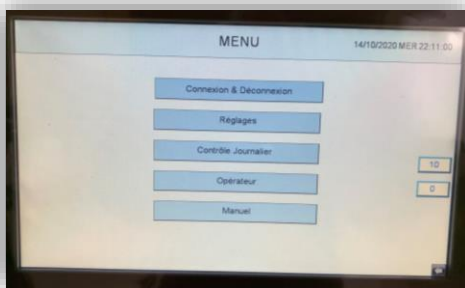 MENU
14/10/2020 MER 22:11:00
Connexion & Déconnexion
Réglages
Contrôle Journalier
Opérateur
Manuel
10
0